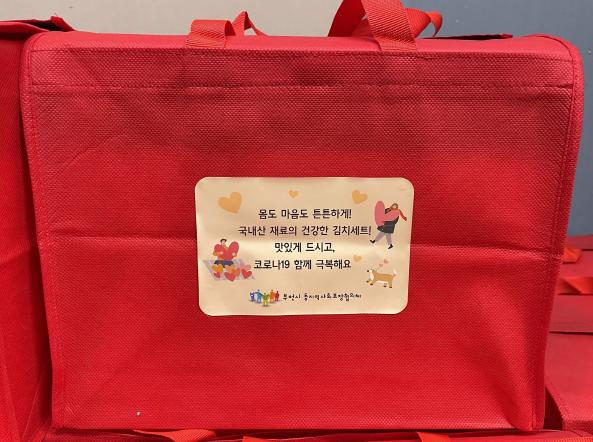 몸도 마음도 튼튼하게!
국내산 재료의 건강한 김치세트!
맛있게 드시고,
코로나19 함께 극복해요